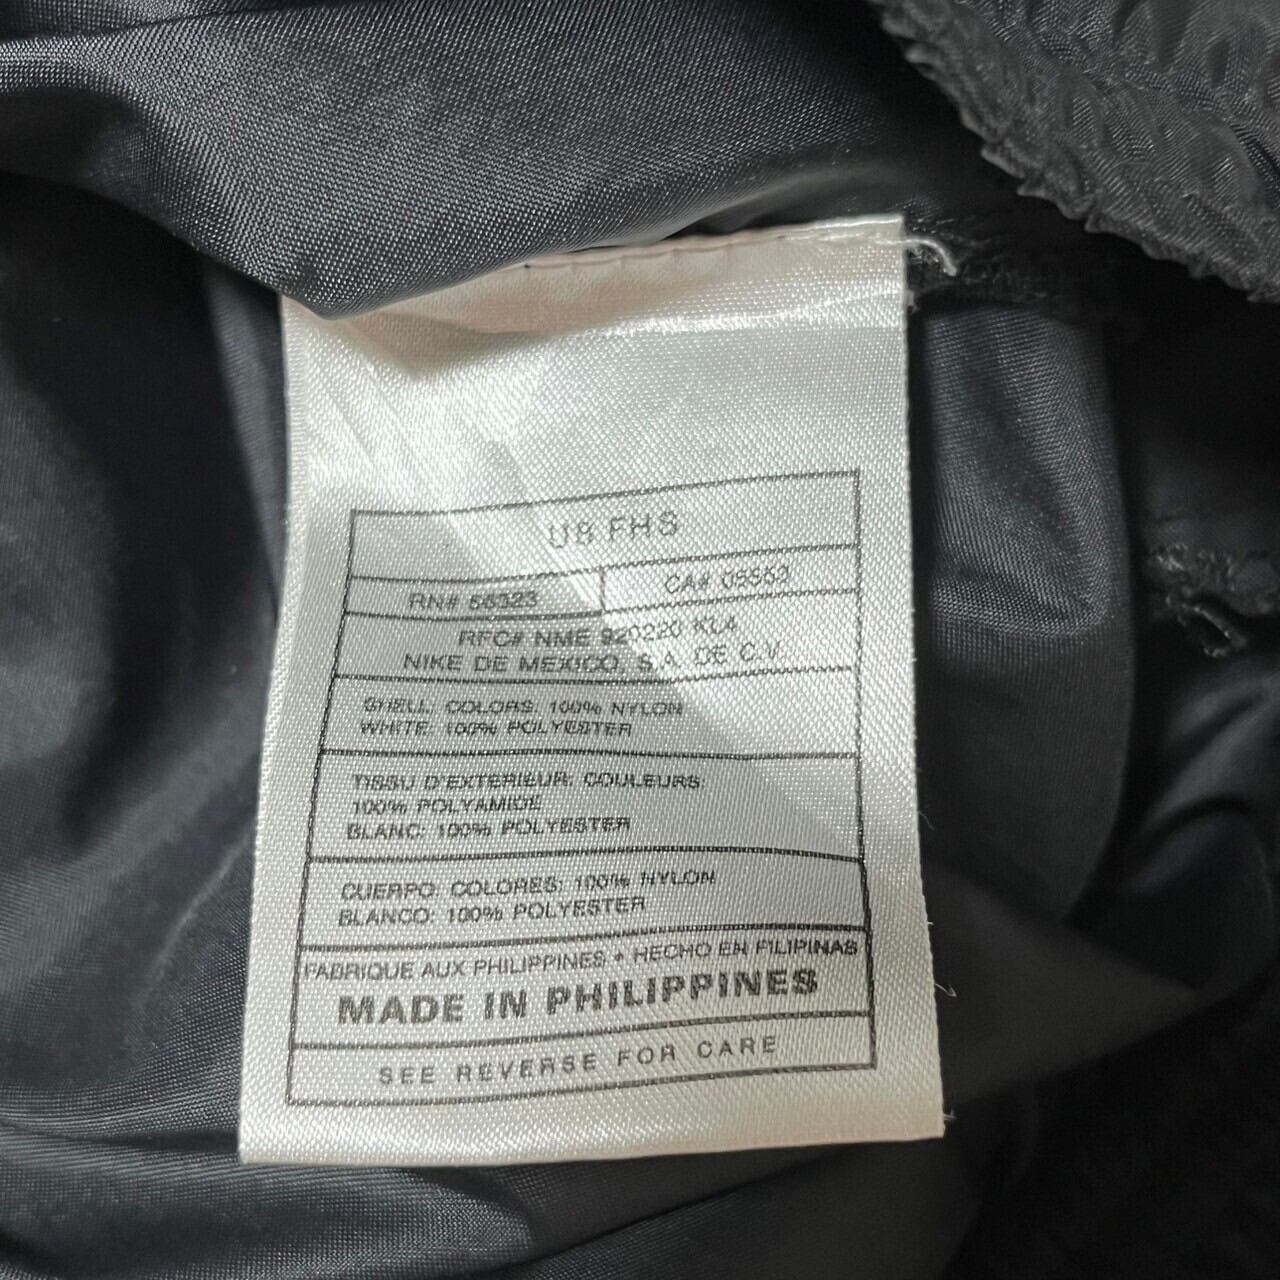 U8 FHS
RN# 56323
CA# 05553
RFC# NME 920220 KL4
NIKE DE MEXICO, S.A. DE C.V.
SHELL: COLORS: 100% NYLON
WHITE: 100% POLYESTER
TISSU D'EXTERIEUR: COULEURS:
100% POLYAMIDE
BLANC: 100% POLYESTER
CUERPO: COLORES: 100% NYLON
BLANCO: 100% POLYESTER
FABRIQUE AUX PHILIPPINES • HECHO EN FILIPINAS
MADE IN PHILIPPINES
SEE REVERSE FOR CARE